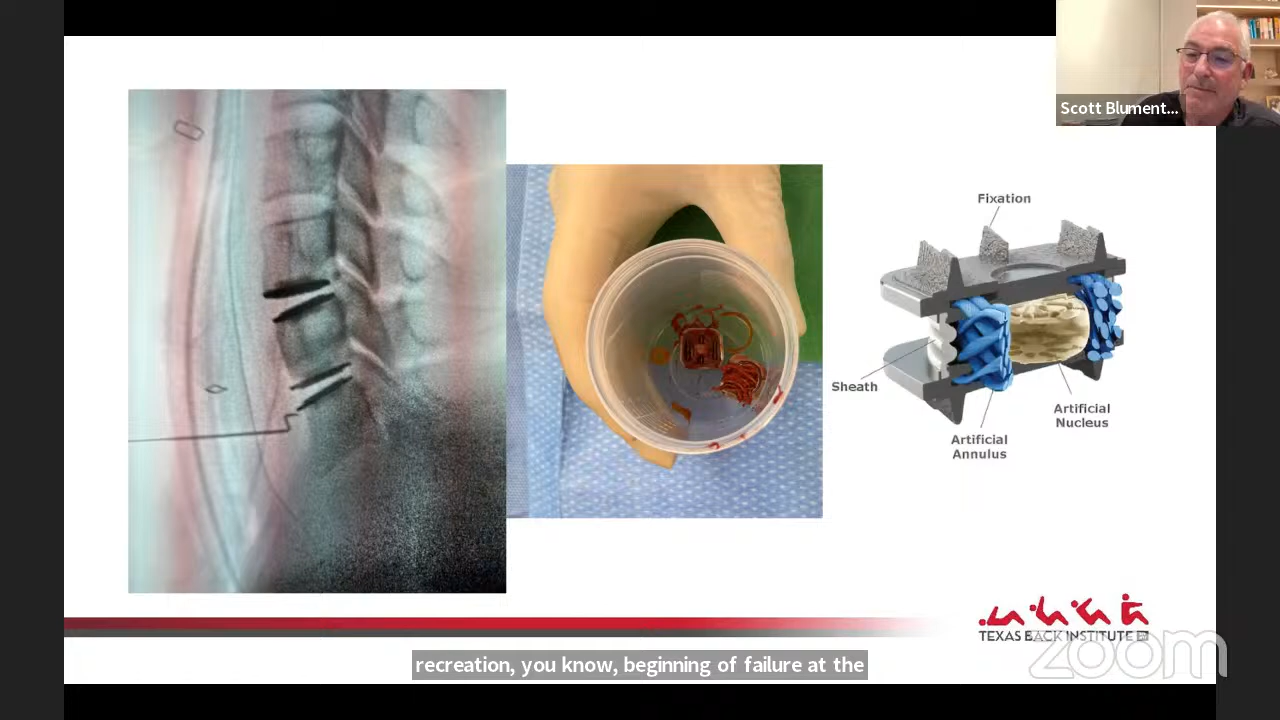 Scott Blument...
Fixation
Sheath
Artificial
Nucleus
Artificial
Annulus
TEXAS BACK INSTITUTE
zoom
recreation, you know, beginning of failure at the